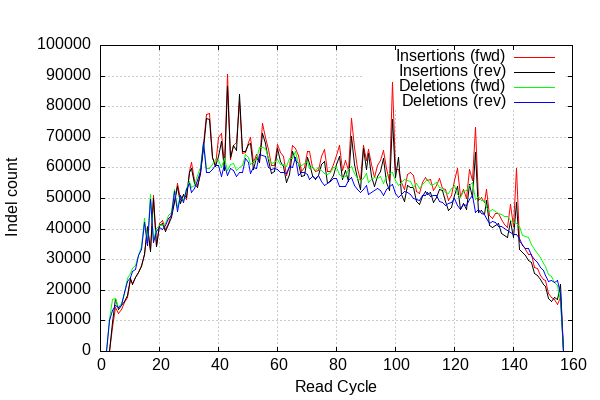 100000
90000
80000
70000
60000
50000
40000
30000
20000
10000
0
Indel count
Insertions (fwd)
Insertions (rev)
Deletions (fwd)
Deletions (rev)
0 20 40 60 80 100 120 140 160
Read Cycle